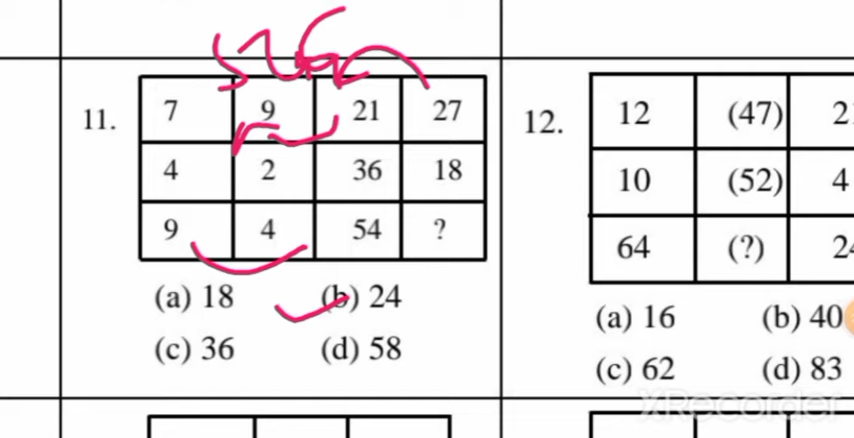 11.
7 9 21 27
4 2 36 18
9 4 54 ?
(a) 18 (b) 24
(c) 36 (d) 58
12.
12 (47)
10 (52) 4
64 (?)
(a) 16 (b) 40
(c) 62 (d) 83
XRecorder